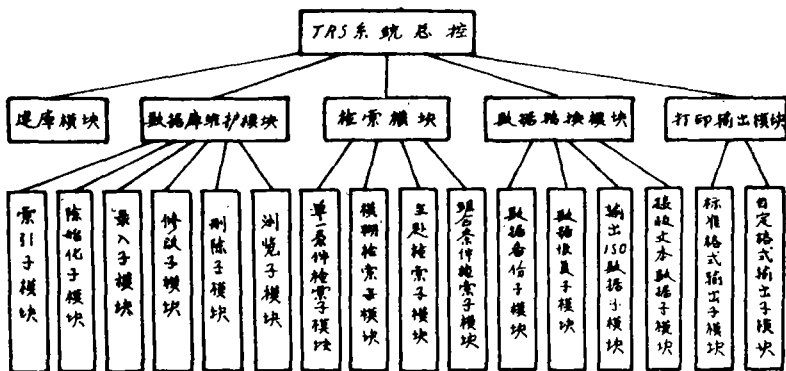 TRS系统总控
建库模块
数据库维护模块
检索模块
数据转换模块
打印输出模块
索引子模块
除始化子模块
录入子模块
修改子模块
删除子模块
浏览子模块
单一条件检索子模块
模糊检索子模块
主题检索子模块
组合条件检索子模块
数据备份子模块
数据恢复子模块
输出ISO数据小模块
接收文本数据子模块
标准格式输出子模块
自定格式输出子模块